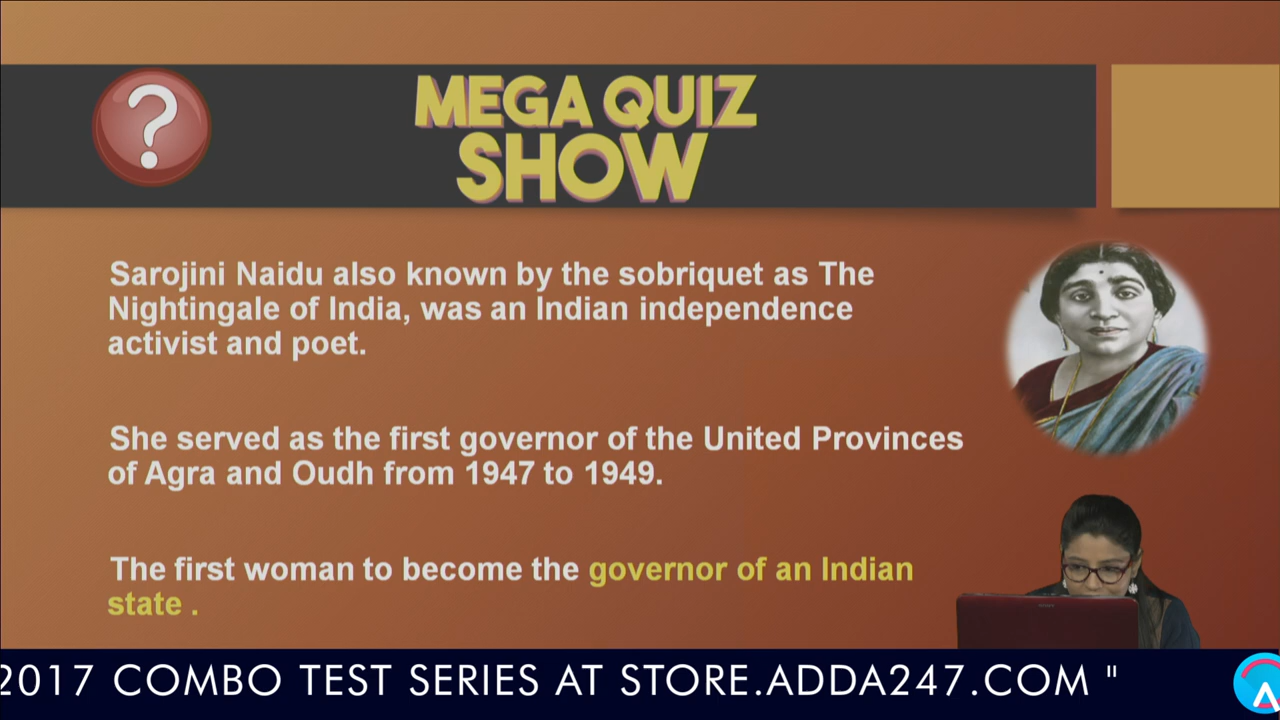 ?
MEGA QUIZ
SHOW
Sarojini Naidu also known by the sobriquet as The
Nightingale of India, was an Indian independence
activist and poet.
She served as the first governor of the United Provinces
of Agra and Oudh from 1947 to 1949.
The first woman to become the governor of an Indian
state .
2017 COMBO TEST SERIES AT STORE.ADDA247.COM "